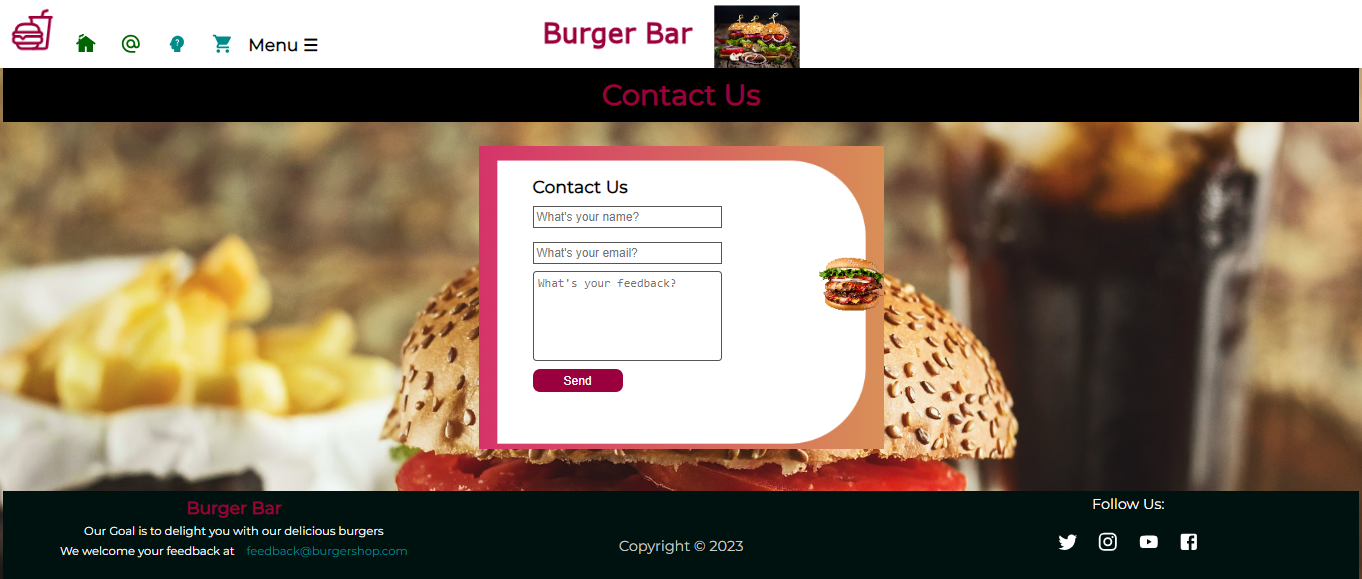 Menu ☰
Burger Bar
Contact Us
Contact Us
What's your name?
What's your email?
What's your feedback?
Send
Burger Bar
Our Goal is to delight you with our delicious burgers
We welcome your feedback at feedback@burgershop.com
Copyright © 2023
Follow Us: